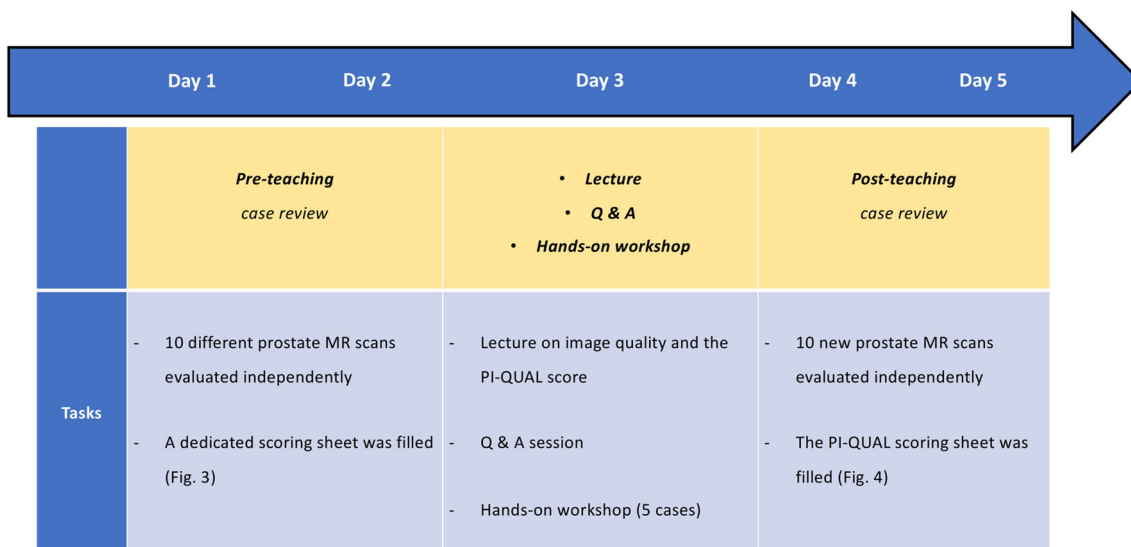 Day 1 Day 2 Day 3 Day 4 Day 5
Pre-teaching
case review
• Lecture
• Q & A
• Hands-on workshop
Post-teaching
case review
Tasks
- 10 different prostate MR scans
evaluated independently
- A dedicated scoring sheet was filled
(Fig. 3)
- Lecture on image quality and the
PI-QUAL score
- Q & A session
- Hands-on workshop (5 cases)
- 10 new prostate MR scans
evaluated independently
- The PI-QUAL scoring sheet was
filled (Fig. 4)